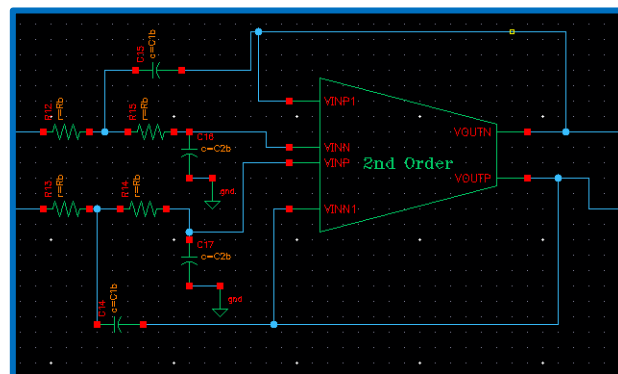 C15
c=C1b
R12
r=Rb
R15
r=Rb
C16
c=C2b
gnd
VINP1
VINN
VINP
VINN1
2nd Order
VOUTN
VOUTP
R13
r=Rb
R14
r=Rb
C17
c=C2b
gnd
C14
c=C1b